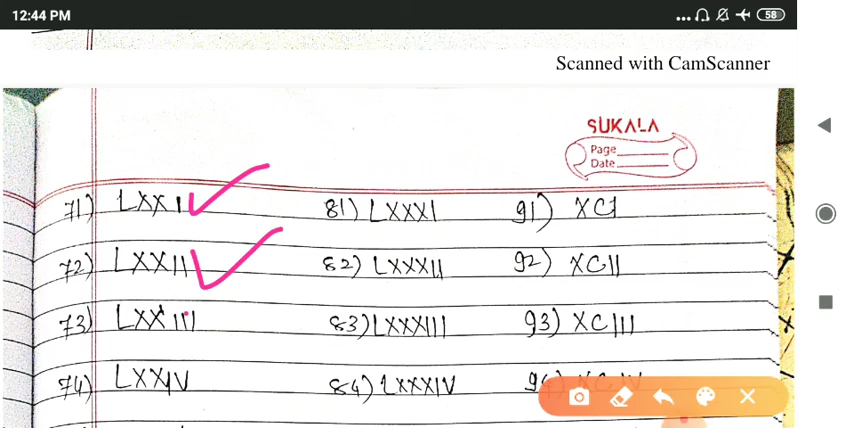 12:44 PM
58
Scanned with CamScanner
SUKALA
Page
Date
71) LXXI 81) LXXXI 91) XCI
72) LXXII 82) LXXXII 92) XCII
73) LXXIII 83) LXXXIII 93) XCIII
74) LXXIV 84) LXXXIV